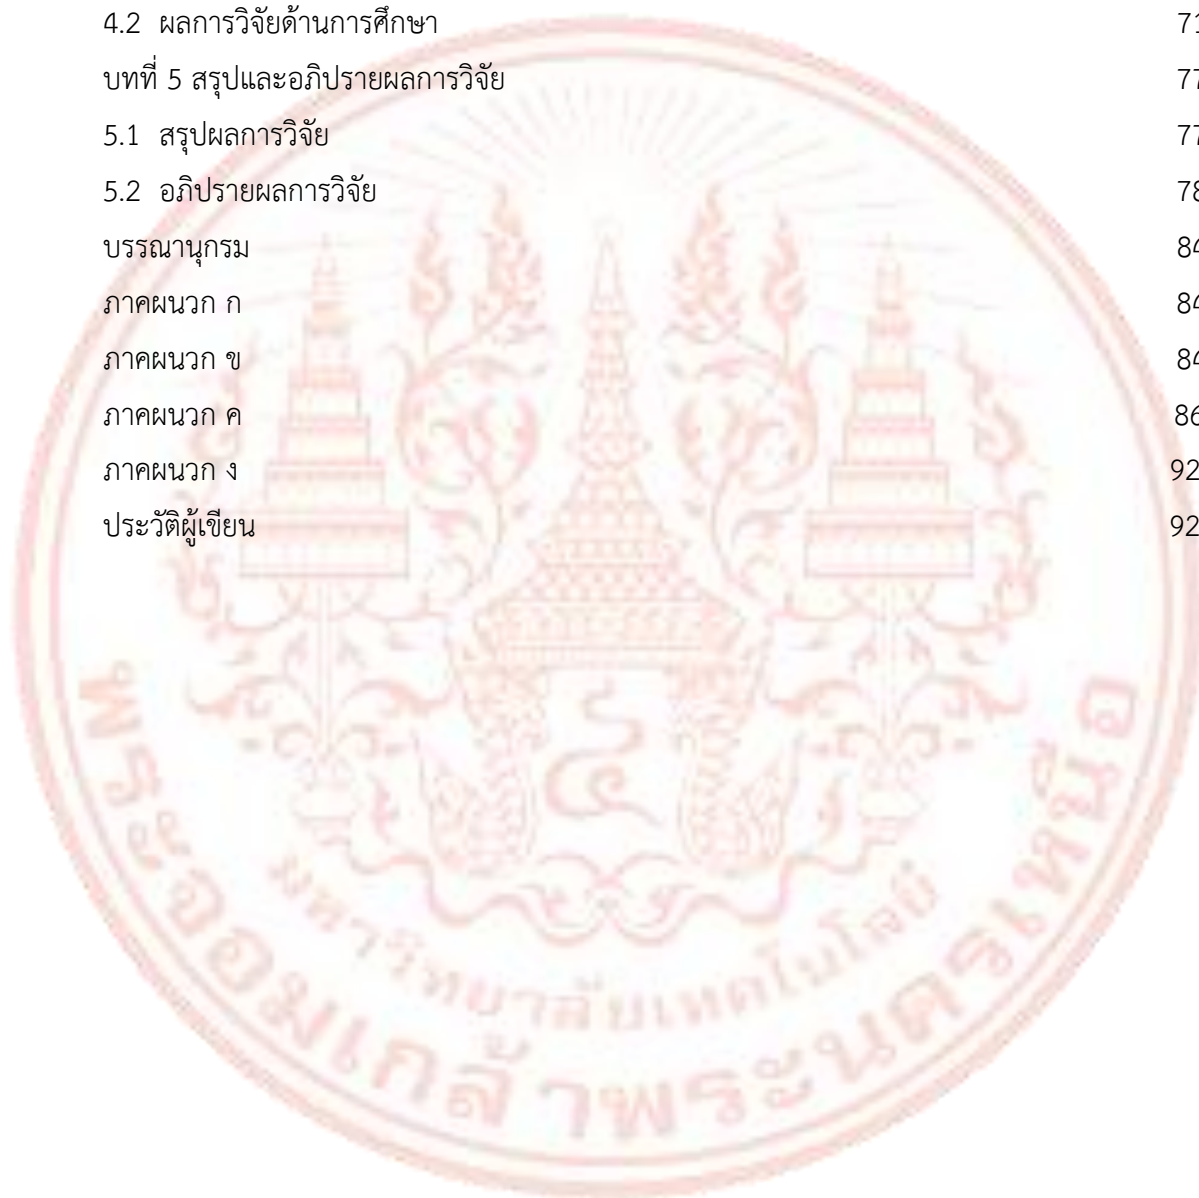 4.2 ผลการวิจัยด้านการศึกษา 71
บทที่ 5 สรุปและอภิปรายผลการวิจัย 77
5.1 สรุปผลการวิจัย 77
5.2 อภิปรายผลการวิจัย 78
บรรณานุกรม 84
ภาคผนวก ก 84
ภาคผนวก ข 84
ภาคผนวก ค 86
ภาคผนวก ง 92
ประวัติผู้เขียน 92
มหาวิทยาลัยเทคโนโลยี
พระจอมเกล้าพระนครเหนือ